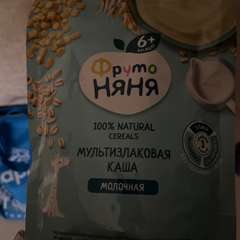 6+
Фруто
Няня
100% NATURAL
CEREALS
МУЛЬТИЗЛАКОВАЯ
КАША
МОЛОЧНАЯ